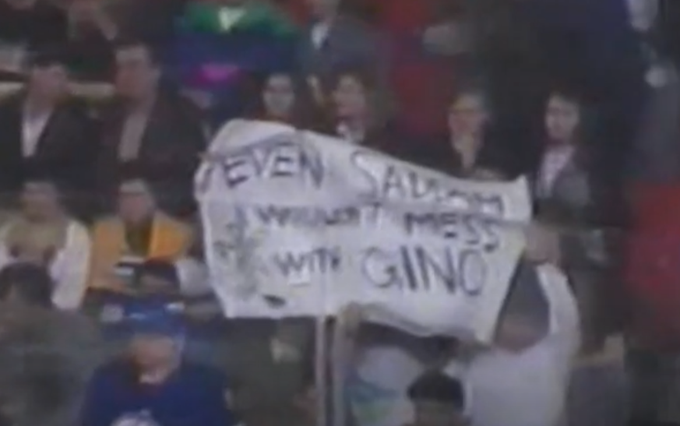 EVEN SADDAM
WOULDN'T MESS
WITH GINO